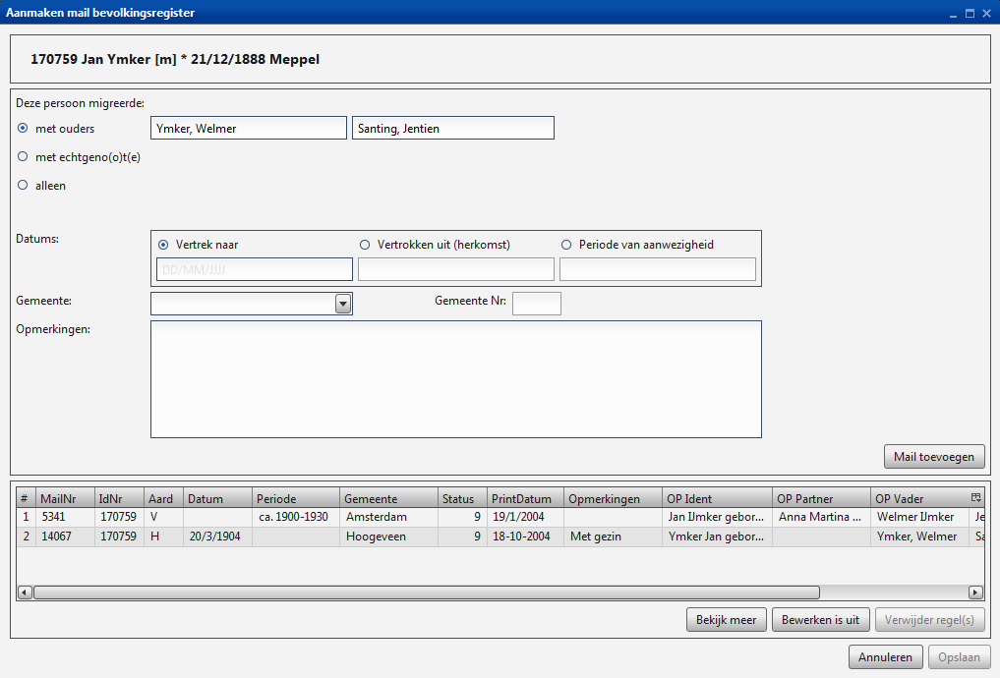 Aanmaken mail bevolkingsregister
170759 Jan Ymker [m] * 21/12/1888 Meppel
Deze persoon migreerde:
met ouders Ymker, Welmer Santing, Jentien
met echtgeno(o)t(e)
alleen
Datums: Vertrek naar Vertrokken uit (herkomst) Periode van aanwezigheid
DD/MM/JJJJ
Gemeente: Gemeente Nr:
Opmerkingen:
Mail toevoegen
# MailNr IdNr Aard Datum Periode Gemeente Status PrintDatum Opmerkingen OP Ident OP Partner OP Vader
1 5341 170759 V ca. 1900-1930 Amsterdam 9 19/1/2004 Jan IJmker gebor... Anna Martina ... Welmer IJmker Je
2 14067 170759 H 20/3/1904 Hoogeveen 9 18-10-2004 Met gezin Ymker Jan gebor... Ymker, Welmer Sa
Bekijk meer Bewerken is uit Verwijder regel(s)
Annuleren Opslaan